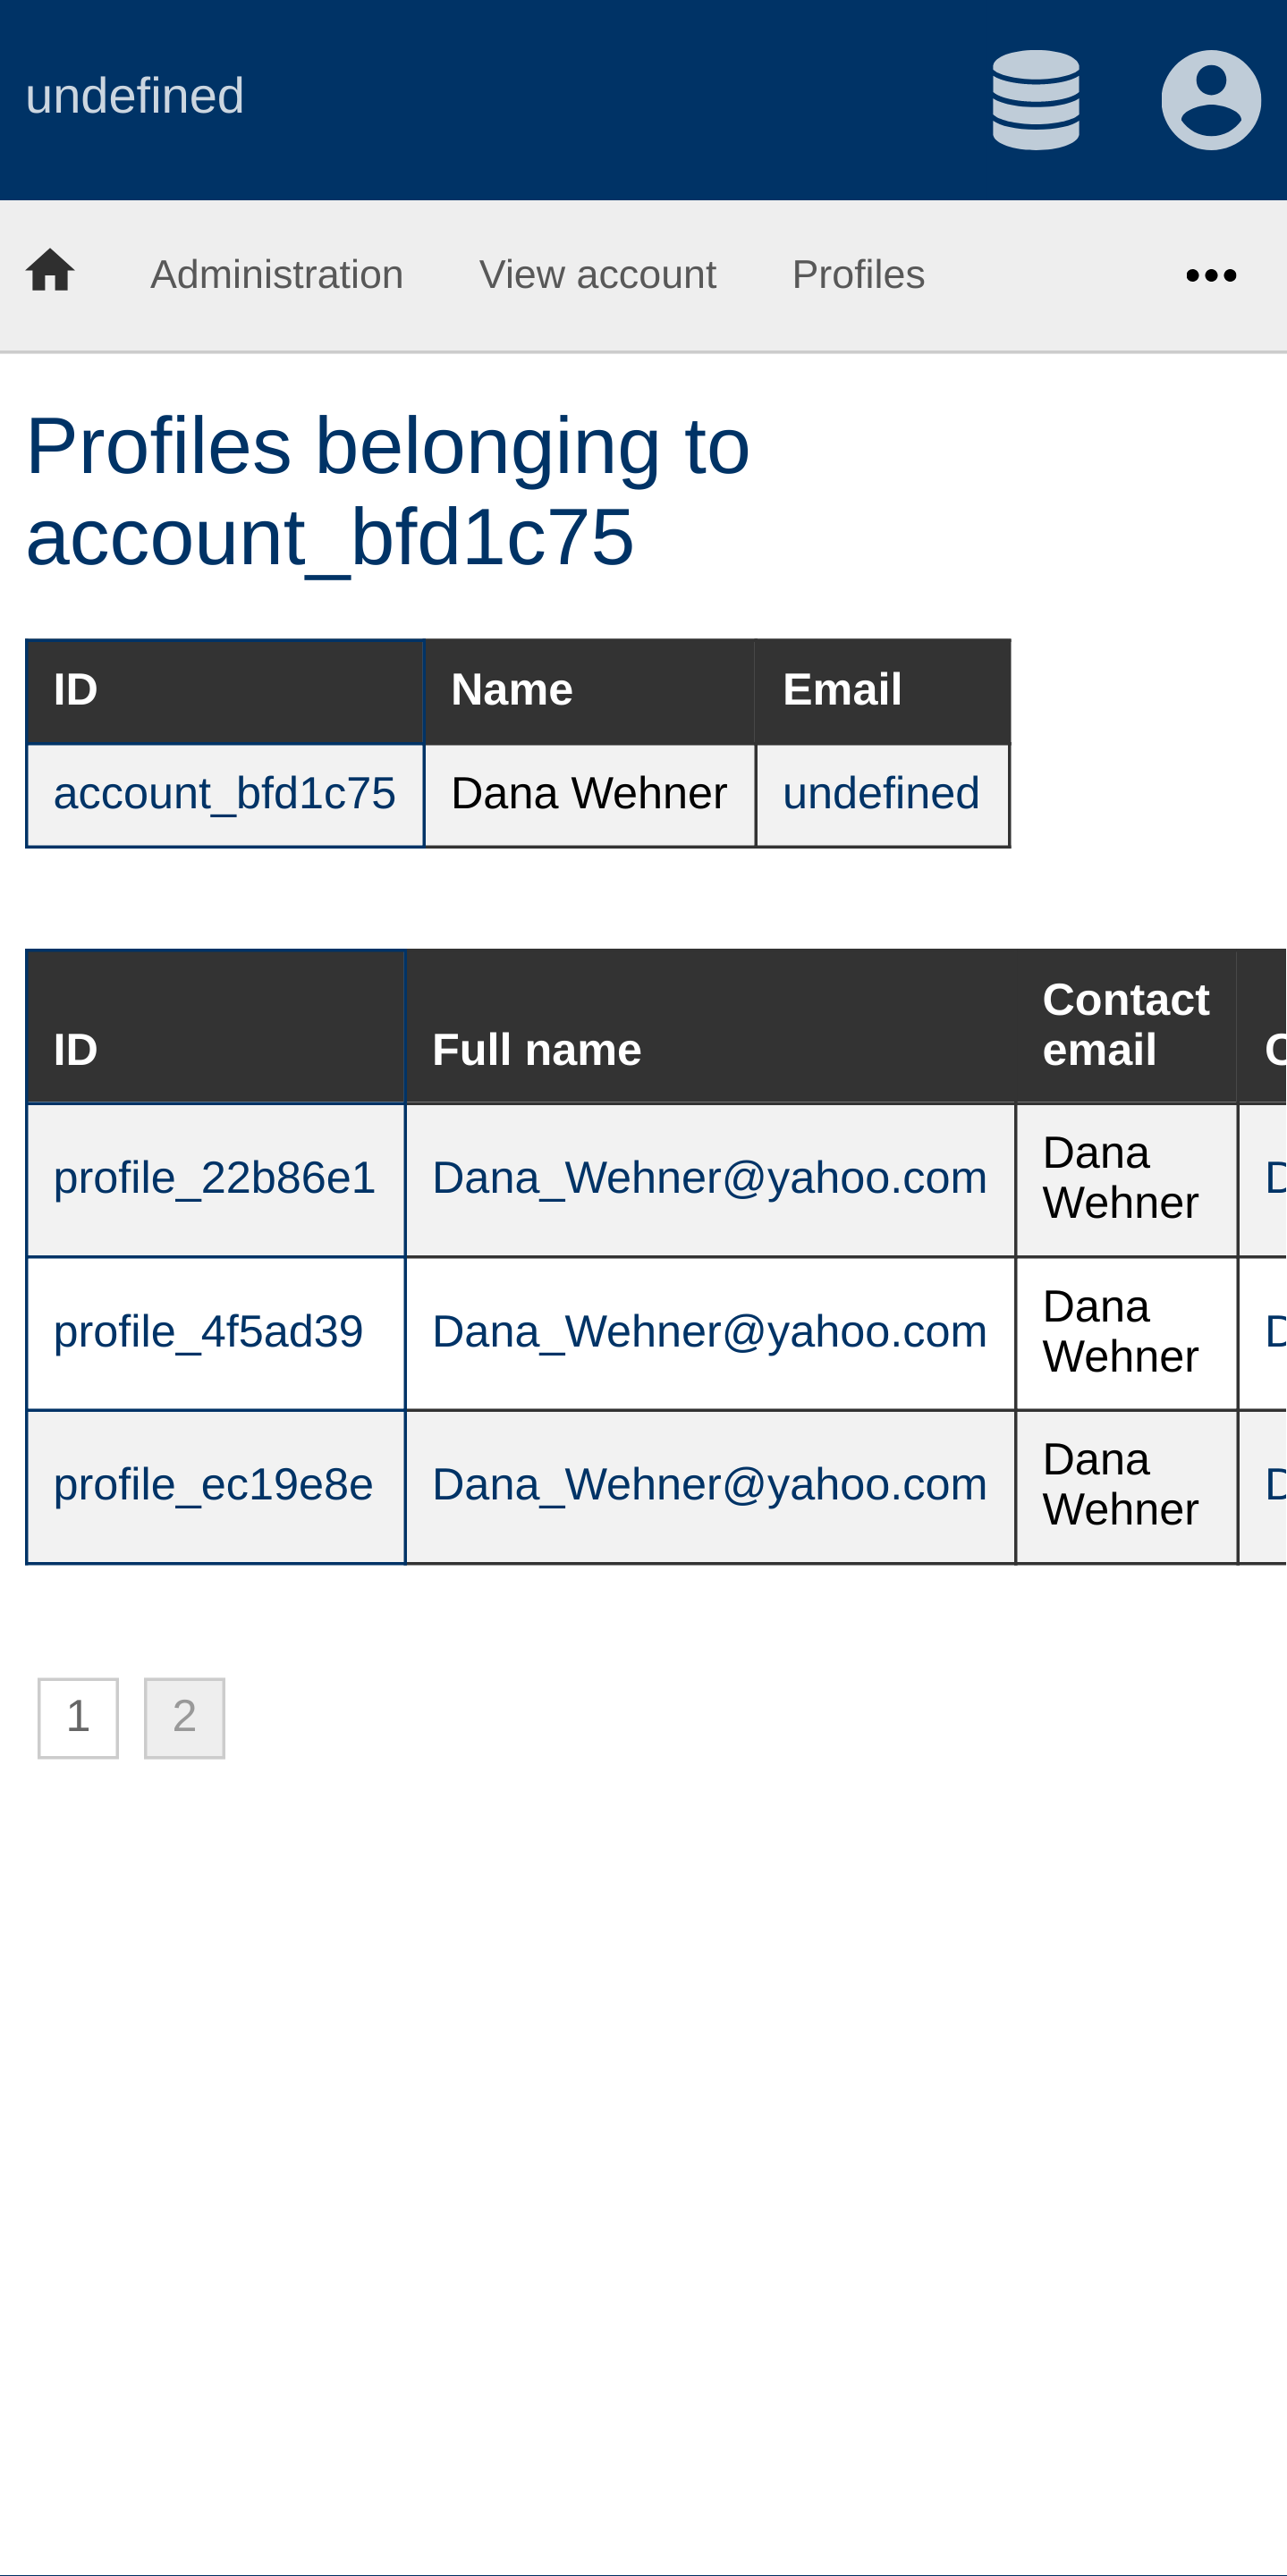 undefined
Administration View account Profiles
Profiles belonging to
account_bfd1c75
ID Name Email
account_bfd1c75 Dana Wehner undefined
Contact
ID Full name email
Dana
profile_22b86e1 Dana_Wehner@yahoo.com
Wehner
Dana
profile_4f5ad39 Dana_Wehner@yahoo.com
Wehner
Dana
profile_ec19e8e Dana_Wehner@yahoo.com
Wehner
1 2